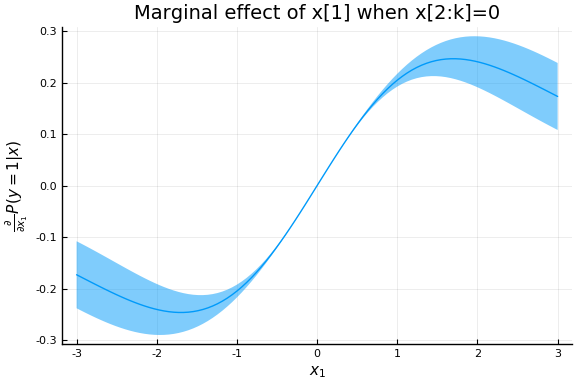 Marginal effect of x[1] when x[2:k]=0
0.3
0.2
0.1
0.0
-0.1
-0.2
-0.3
∂/∂x₁ P(y = 1|x)
-3 -2 -1 0 1 2 3
x₁